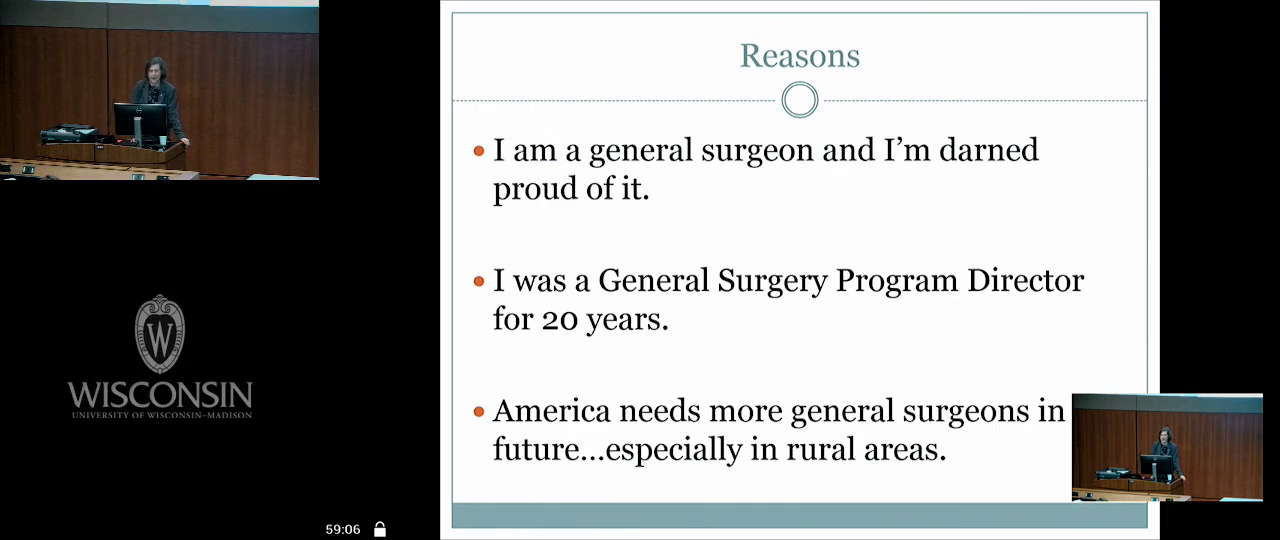 Reasons
I am a general surgeon and I'm darned
proud of it.
I was a General Surgery Program Director
for 20 years.
America needs more general surgeons in
future...especially in rural areas.
W
WISCONSIN
UNIVERSITY OF WISCONSIN–MADISON
59:06